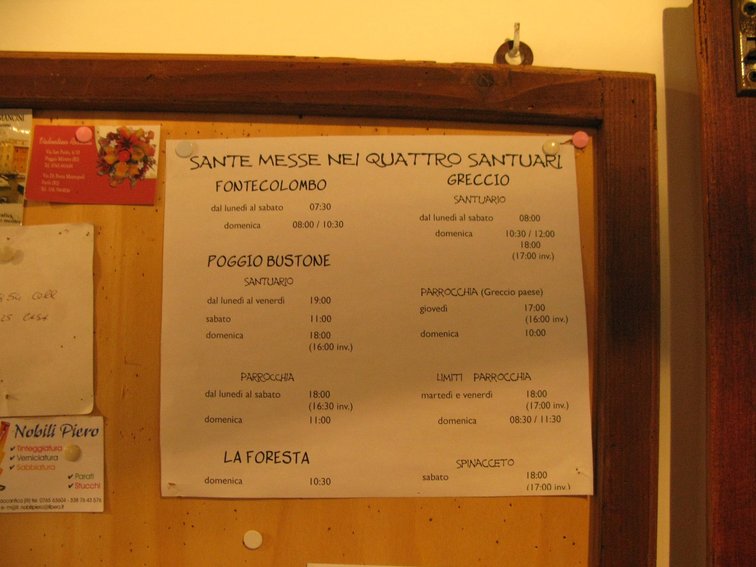 SANTE MESSE NEI QUATTRO SANTUARI
FONTECOLOMBO
dal lunedì al sabato 07:30
domenica 08:00 / 10:30
POGGIO BUSTONE
SANTUARIO
dal lunedì al venerdì 19:00
sabato 11:00
domenica 18:00
(16:00 inv.)
PARROCCHIA
dal lunedì al sabato 18:00
(16:30 inv.)
domenica 11:00
LA FORESTA
domenica 10:30
GRECCIO
SANTUARIO
dal lunedì al sabato 08:00
domenica 10:30 / 12:00
18:00
(17:00 inv.)
PARROCCHIA (Greccio paese)
giovedì 17:00
(16:00 inv.)
domenica 10:00
LIMITI PARROCCHIA
martedì e venerdì 18:00
(17:00 inv.)
domenica 08:30 / 11:30
SPINACCETO
sabato 18:00
(17:00 inv.)
Nobili Piero
Tinteggiatura
Verniciatura
Sabbiatura
Parati
Stucchi